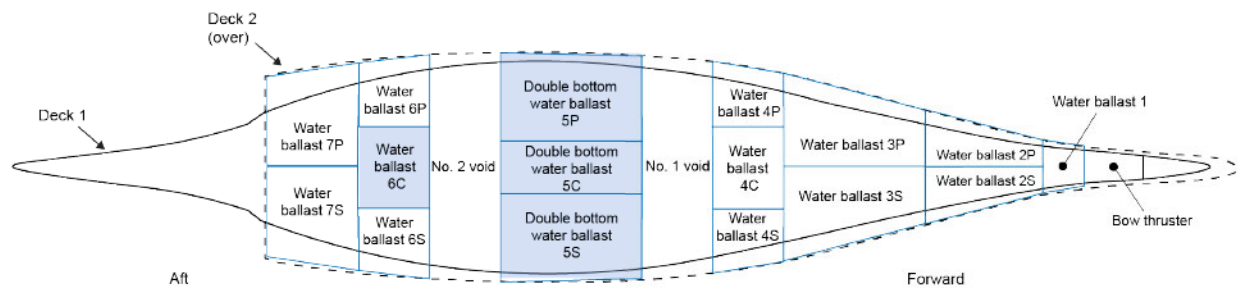 Deck 2
(over)
Deck 1
Water
ballast 7P
Water
ballast 7S
Water
ballast 6P
Water
ballast
6C
Water
ballast 6S
No. 2 void
Double bottom
water ballast
5P
Double bottom
water ballast
5C
Double bottom
water ballast
5S
No. 1 void
Water
ballast 4P
Water
ballast
4C
Water
ballast 4S
Water ballast 3P
Water ballast 3S
Water ballast 2P
Water ballast 2S
Water ballast 1
Bow thruster
Aft
Forward